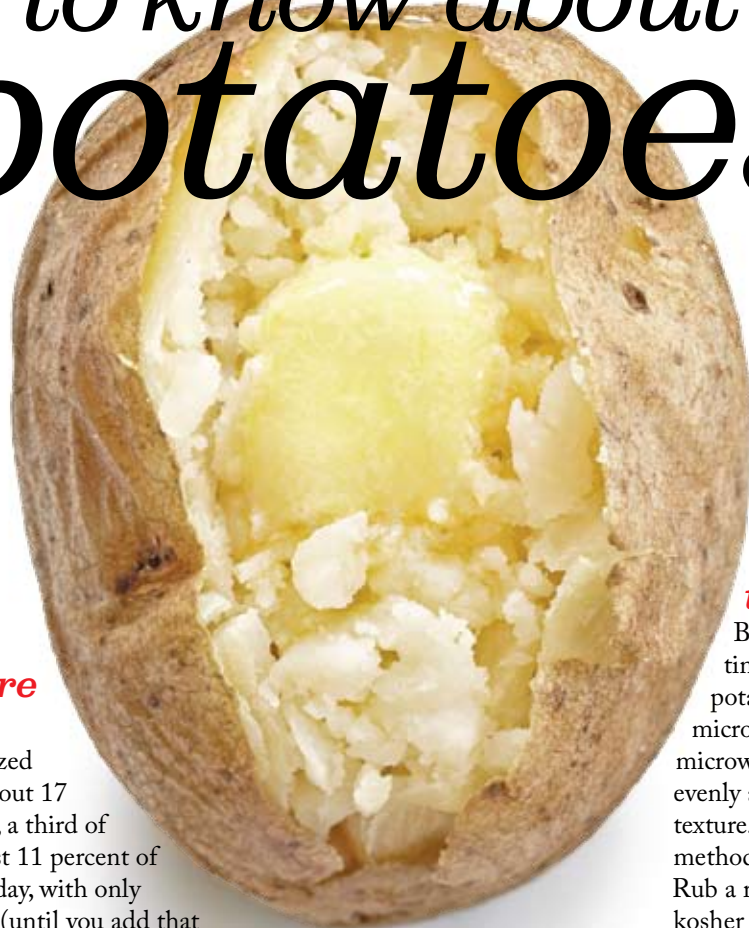 to know about
potatoe
re
zed
out 17
, a third of
t 11 percent of
day, with only
(until you add that
B
tin
pota
micro
microw
evenly
texture.
method
Rub a
kosher